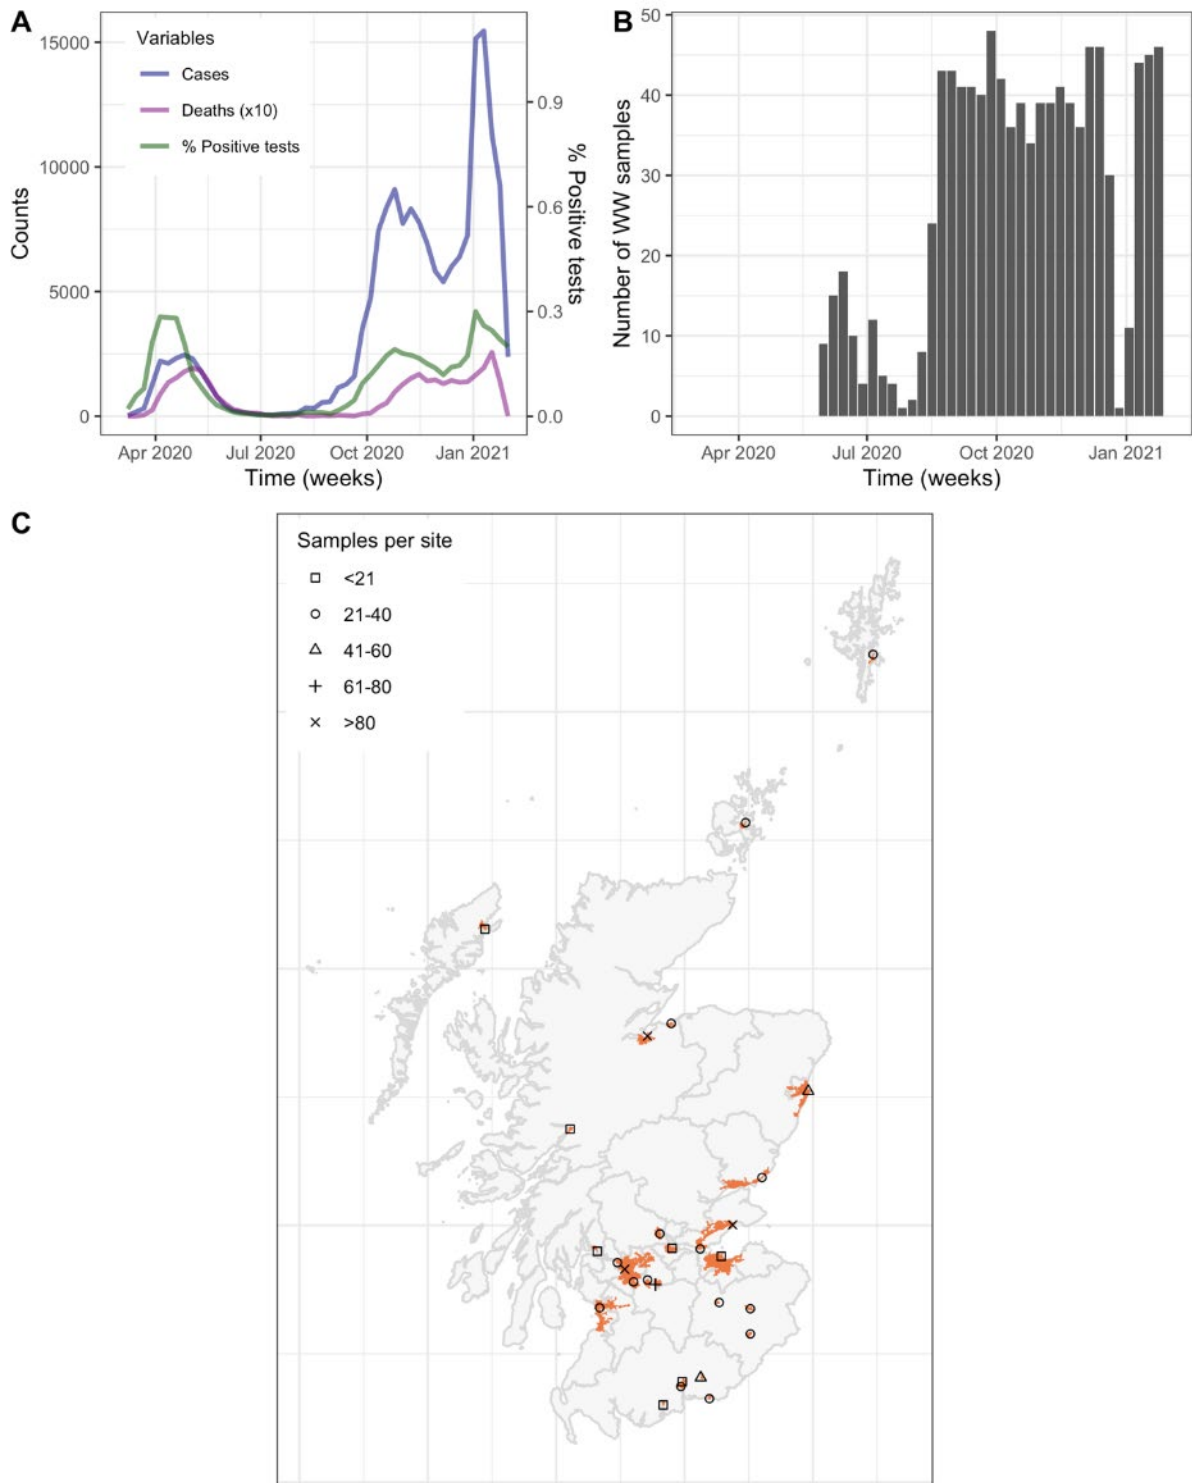 A
Variables
Cases
Deaths (x10)
% Positive tests
15000
10000
5000
0
Counts
0.9
0.6
0.3
0.0
% Positive tests
Apr 2020 Jul 2020 Oct 2020 Jan 2021
Time (weeks)
B
50
40
30
20
10
0
Number of WW samples
Apr 2020 Jul 2020 Oct 2020 Jan 2021
Time (weeks)
C
Samples per site
<21
21-40
41-60
61-80
>80